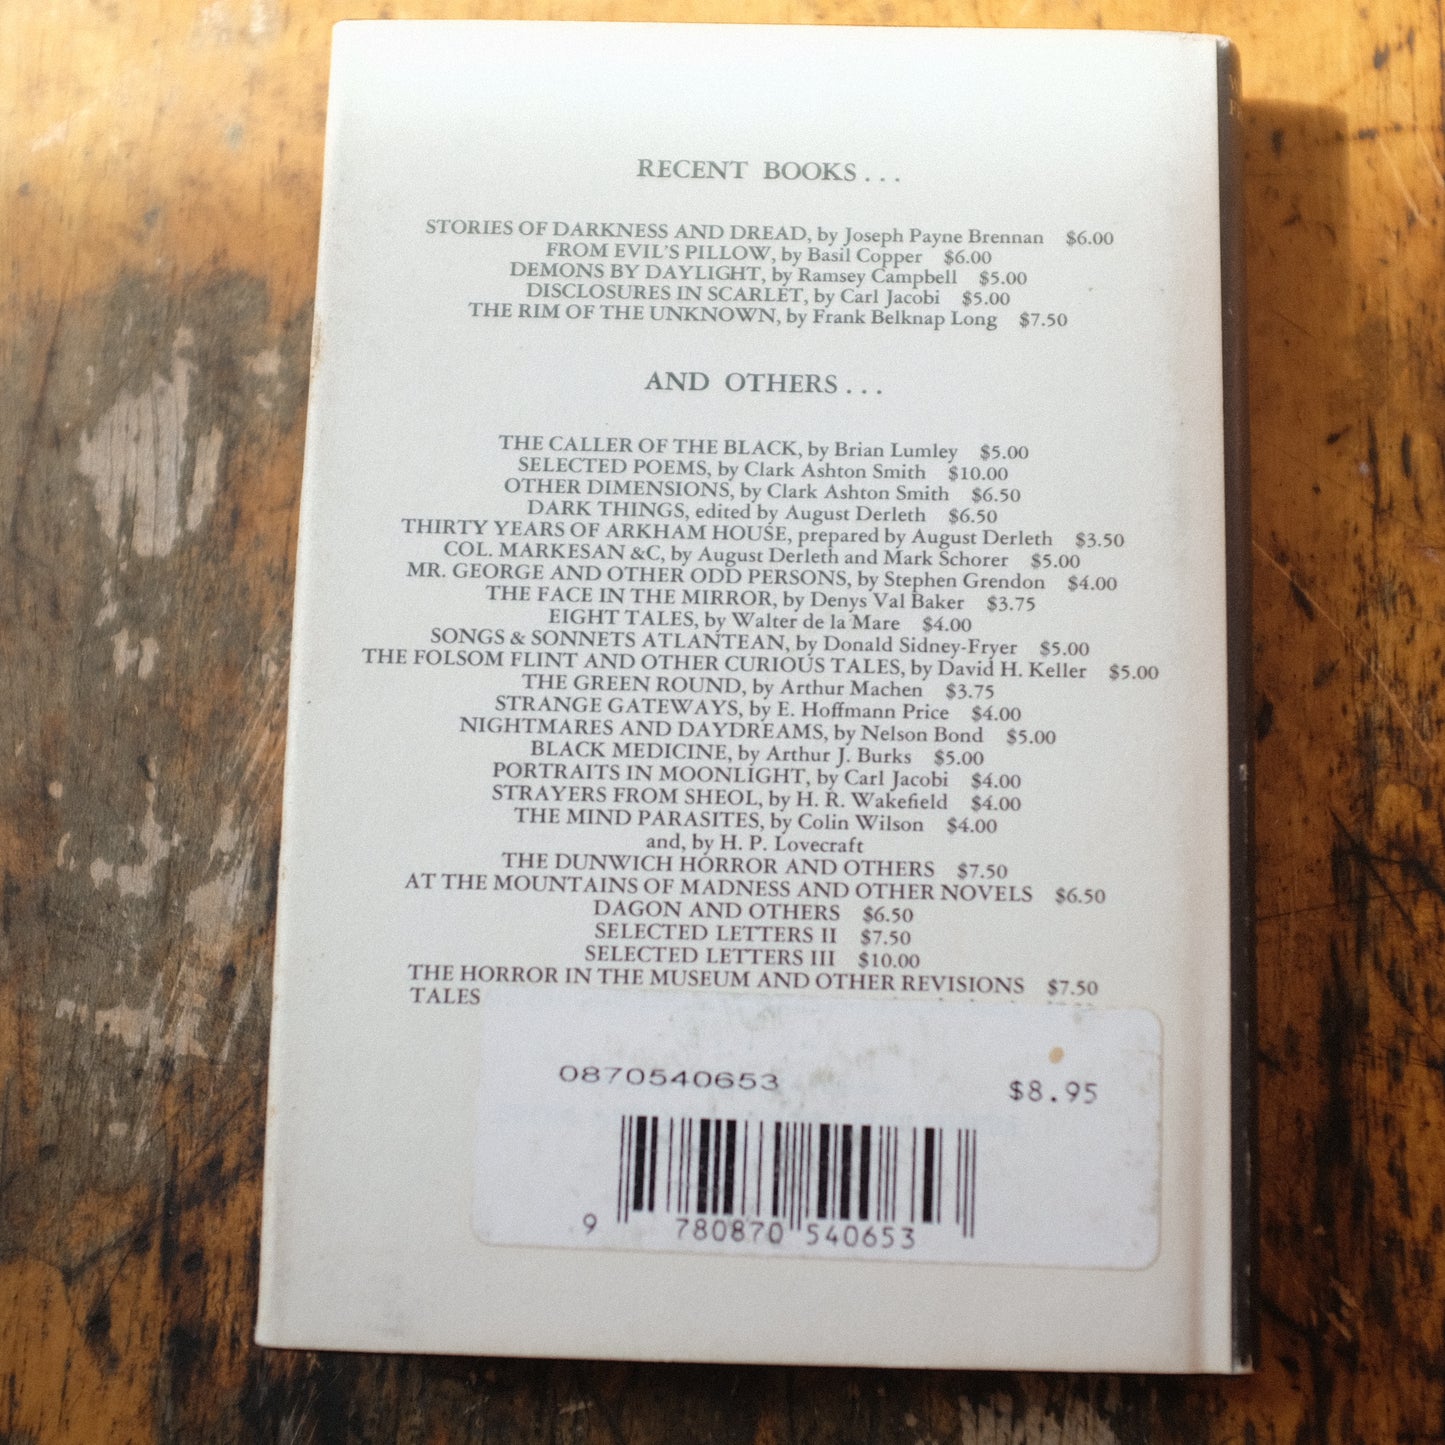 RECENT BOOKS . . .
STORIES OF DARKNESS AND DREAD, by Joseph Payne Brennan $6.00
FROM EVIL'S PILLOW, by Basil Copper $6.00
DEMONS BY DAYLIGHT, by Ramsey Campbell $5.00
DISCLOSURES IN SCARLET, by Carl Jacobi $5.00
THE RIM OF THE UNKNOWN, by Frank Belknap Long $7.50
AND OTHERS . . .
THE CALLER OF THE BLACK, by Brian Lumley $5.00
SELECTED POEMS, by Clark Ashton Smith $10.00
OTHER DIMENSIONS, by Clark Ashton Smith $6.50
DARK THINGS, edited by August Derleth $6.50
THIRTY YEARS OF ARKHAM HOUSE, prepared by August Derleth $3.50
COL. MARKESAN &C, by August Derleth and Mark Schorer $5.00
MR. GEORGE AND OTHER ODD PERSONS, by Stephen Grendon $4.00
THE FACE IN THE MIRROR, by Denys Val Baker $3.75
EIGHT TALES, by Walter de la Mare $4.00
SONGS & SONNETS ATLANTEAN, by Donald Sidney-Fryer $5.00
THE FOLSOM FLINT AND OTHER CURIOUS TALES, by David H. Keller $5.00
THE GREEN ROUND, by Arthur Machen $3.75
STRANGE GATEWAYS, by E. Hoffmann Price $4.00
NIGHTMARES AND DAYDREAMS, by Nelson Bond $5.00
BLACK MEDICINE, by Arthur J. Burks $5.00
PORTRAITS IN MOONLIGHT, by Carl Jacobi $4.00
STRAYERS FROM SHEOL, by H. R. Wakefield $4.00
THE MIND PARASITES, by Colin Wilson $4.00
and, by H. P. Lovecraft
THE DUNWICH HORROR AND OTHERS $7.50
AT THE MOUNTAINS OF MADNESS AND OTHER NOVELS $6.50
DAGON AND OTHERS $6.50
SELECTED LETTERS II $7.50
SELECTED LETTERS III $10.00
THE HORROR IN THE MUSEUM AND OTHER REVISIONS $7.50
TALES
0870540653 $8.95
9 780870 540653